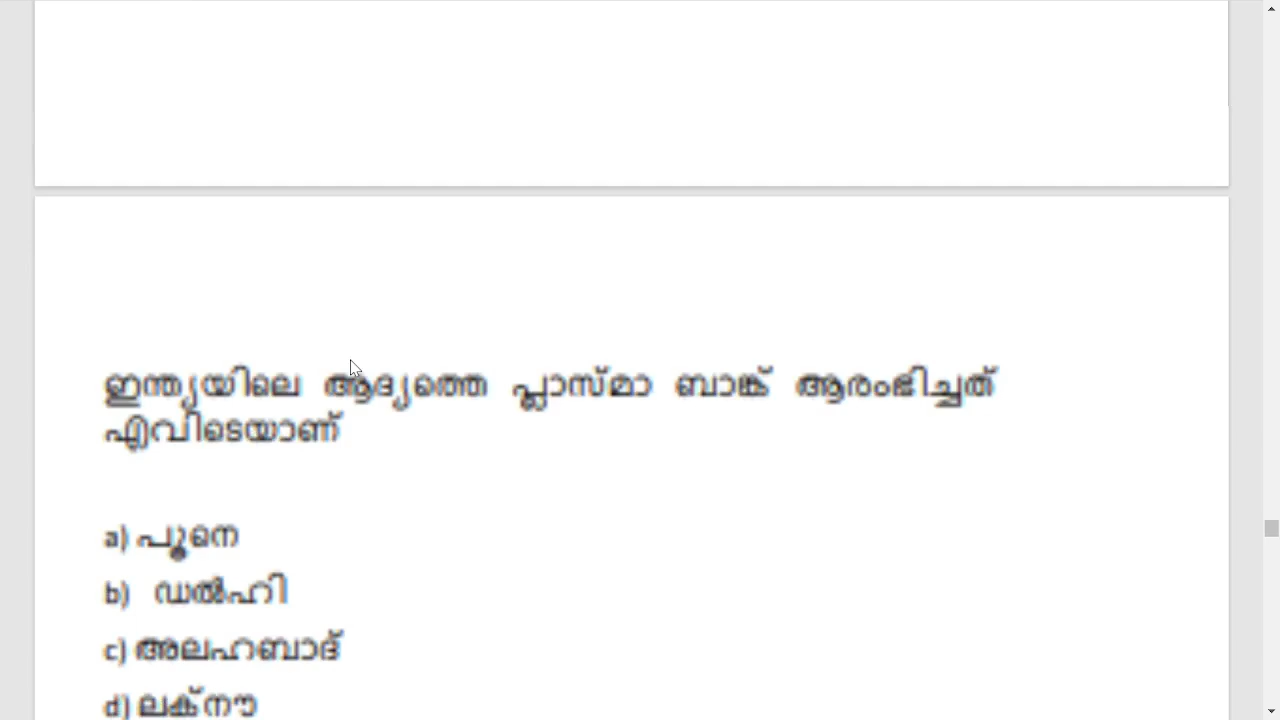 ഇന്ത്യയിലെ ആദ്യത്തെ പ്ലാസ്മാ ബാങ്ക് ആരംഭിച്ചത്
എവിടെയാണ്
a) പൂനെ
b) ഡൽഹി
c) അലഹബാദ്
d) ലക്നൗ